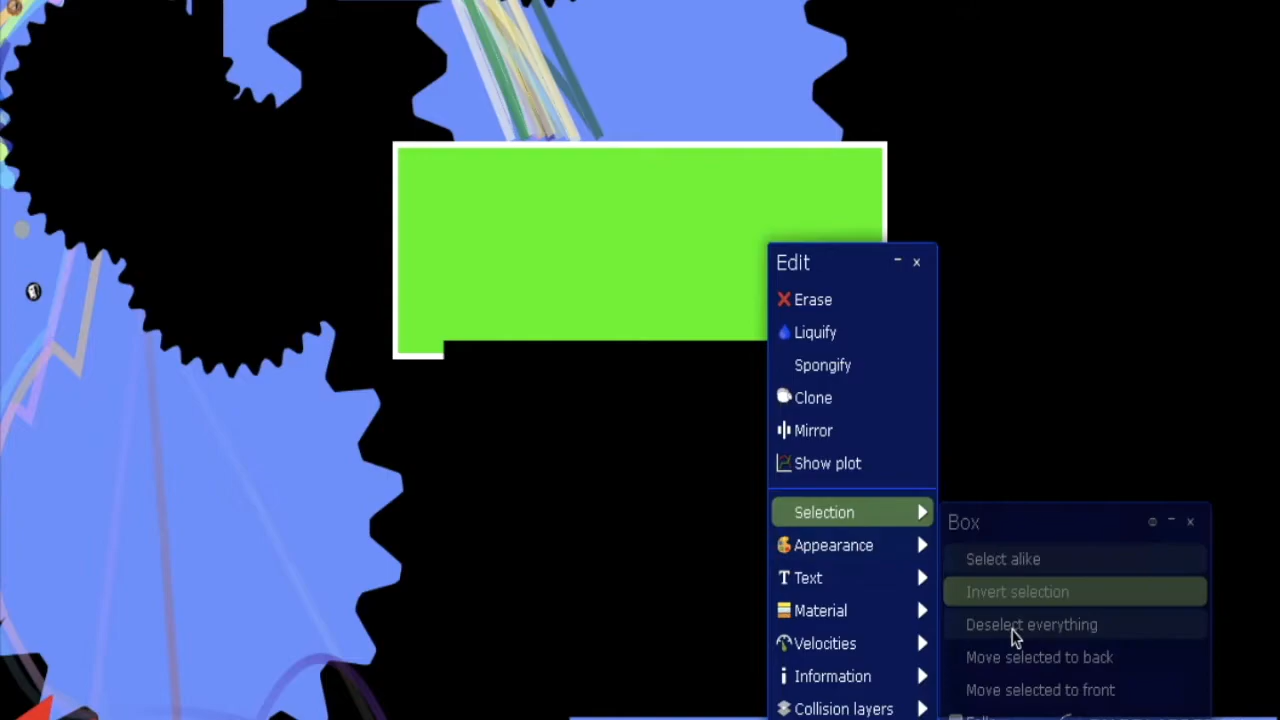 Edit
Erase
Liquify
Spongify
Clone
Mirror
Show plot
Selection
Appearance
Text
Material
Velocities
Information
Collision layers
Box
Select alike
Invert selection
Deselect everything
Move selected to back
Move selected to front